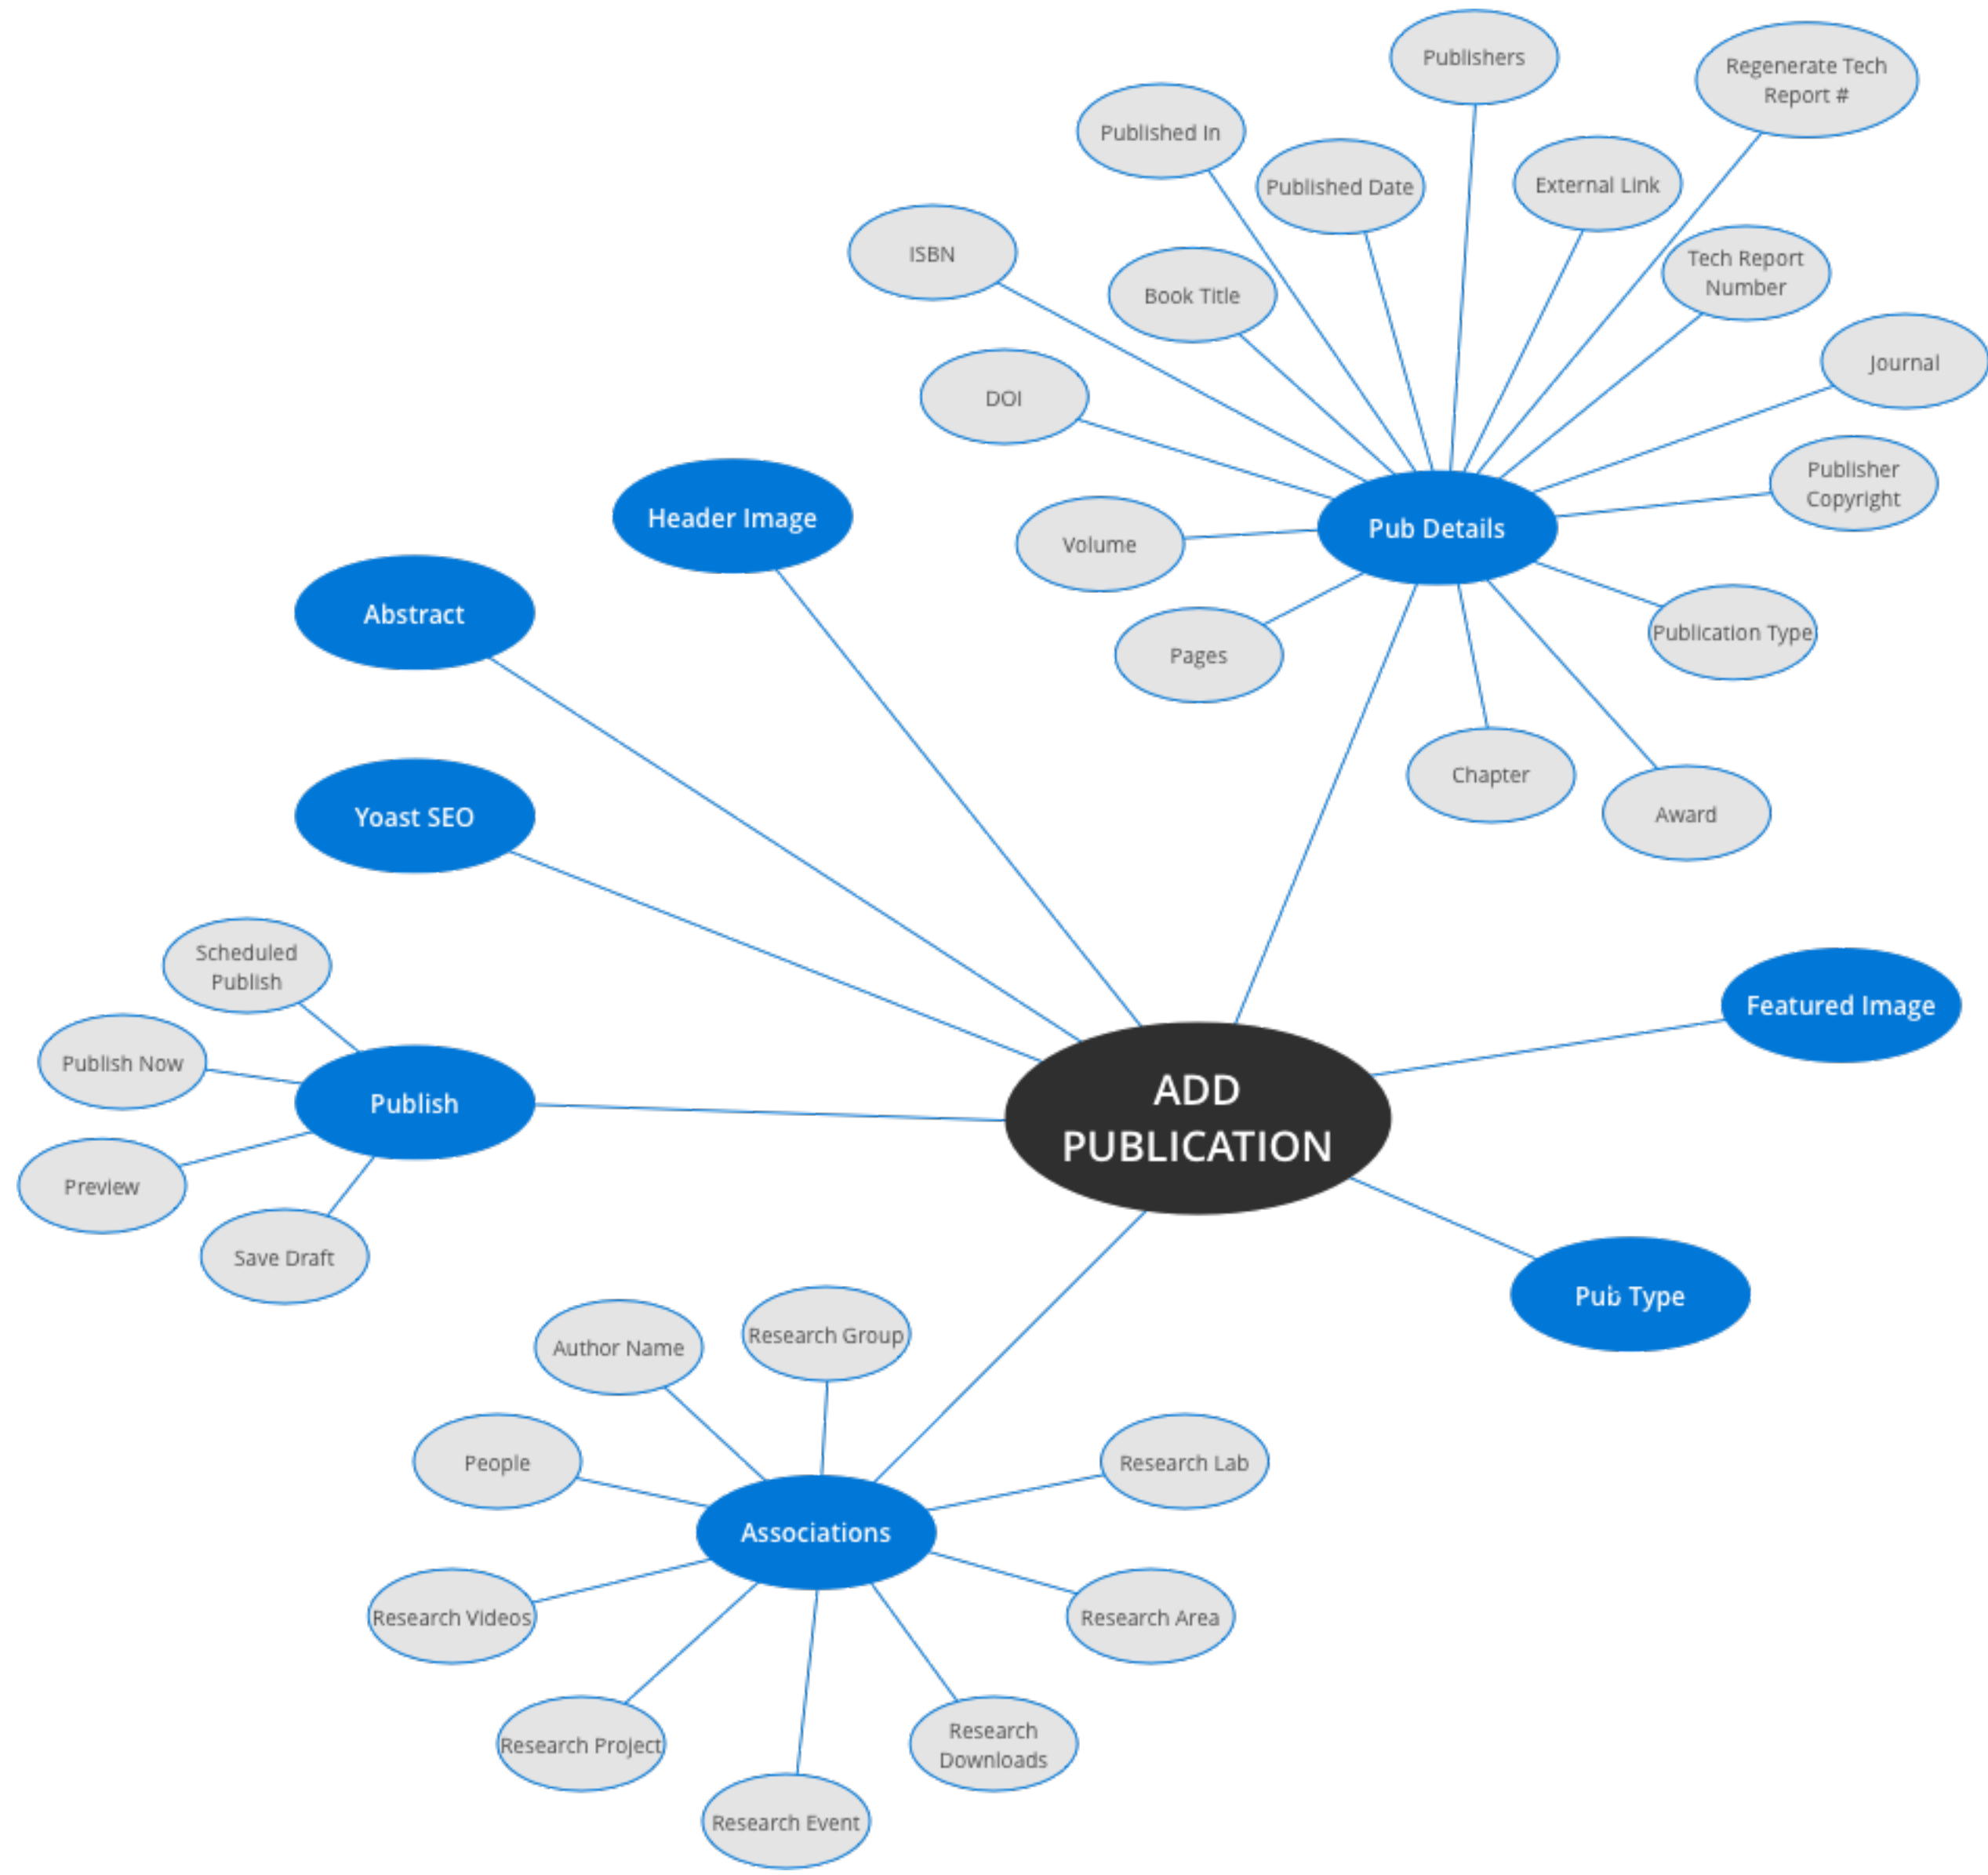 Publishers
Regenerate Tech
Report #
Published In
Published Date
External Link
ISBN
Book Title
Tech Report
Number
Journal
DOI
Publisher
Copyright
Header Image
Pub Details
Volume
Abstract
Publication Type
Pages
Chapter
Award
Yoast SEO
Scheduled
Publish
Featured Image
Publish Now
Publish
ADD
PUBLICATION
Preview
Save Draft
Pub Type
Author Name
Research Group
People
Research Lab
Associations
Research Videos
Research Area
Research Project
Research
Downloads
Research Event